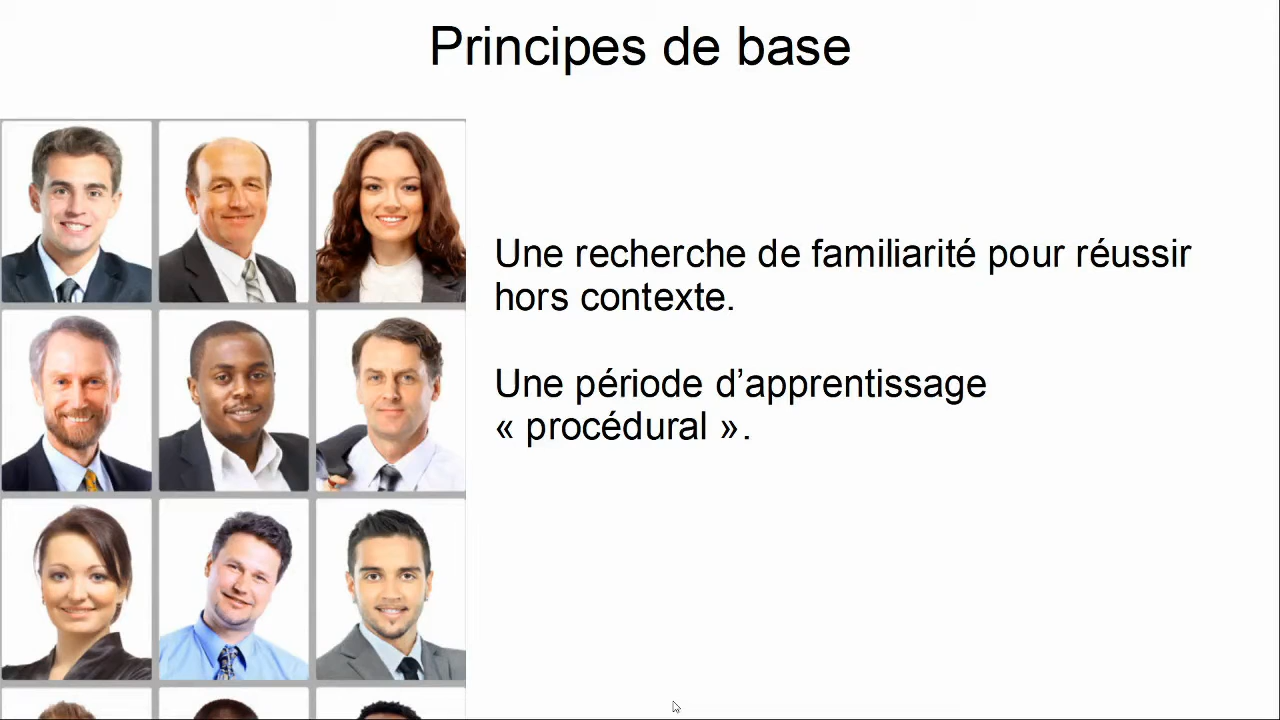 Principes de base
Une recherche de familiarité pour réussir
hors contexte.
Une période d’apprentissage
« procédural ».